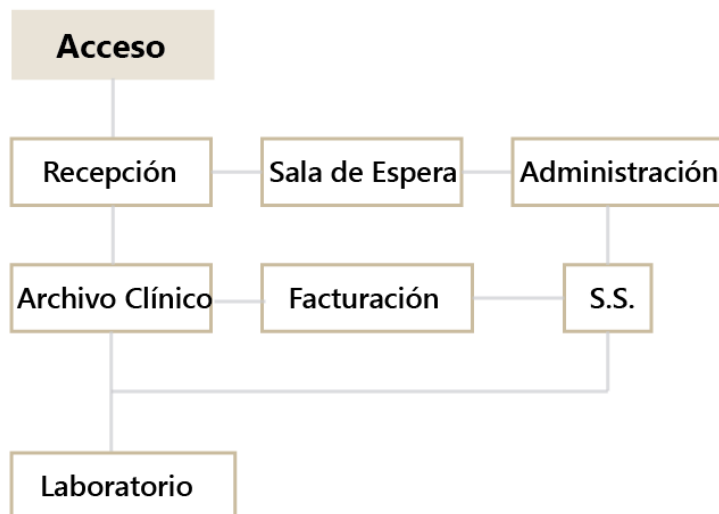 Acceso
Recepción
Sala de Espera
Administración
Archivo Clínico
Facturación
S.S.
Laboratorio